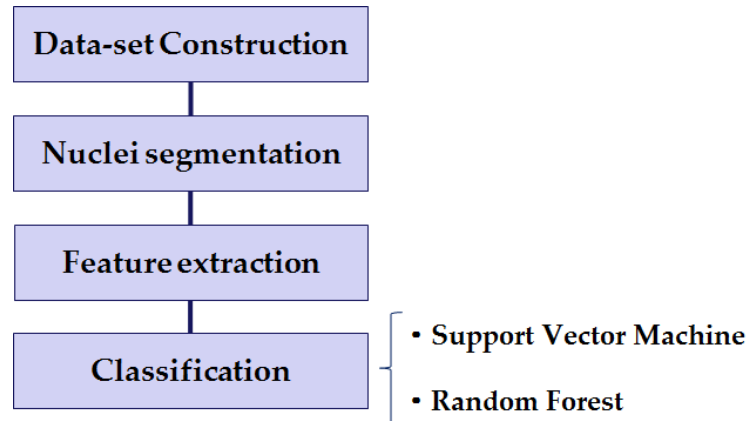 Data-set Construction
Nuclei segmentation
Feature extraction
Classification
• Support Vector Machine
• Random Forest